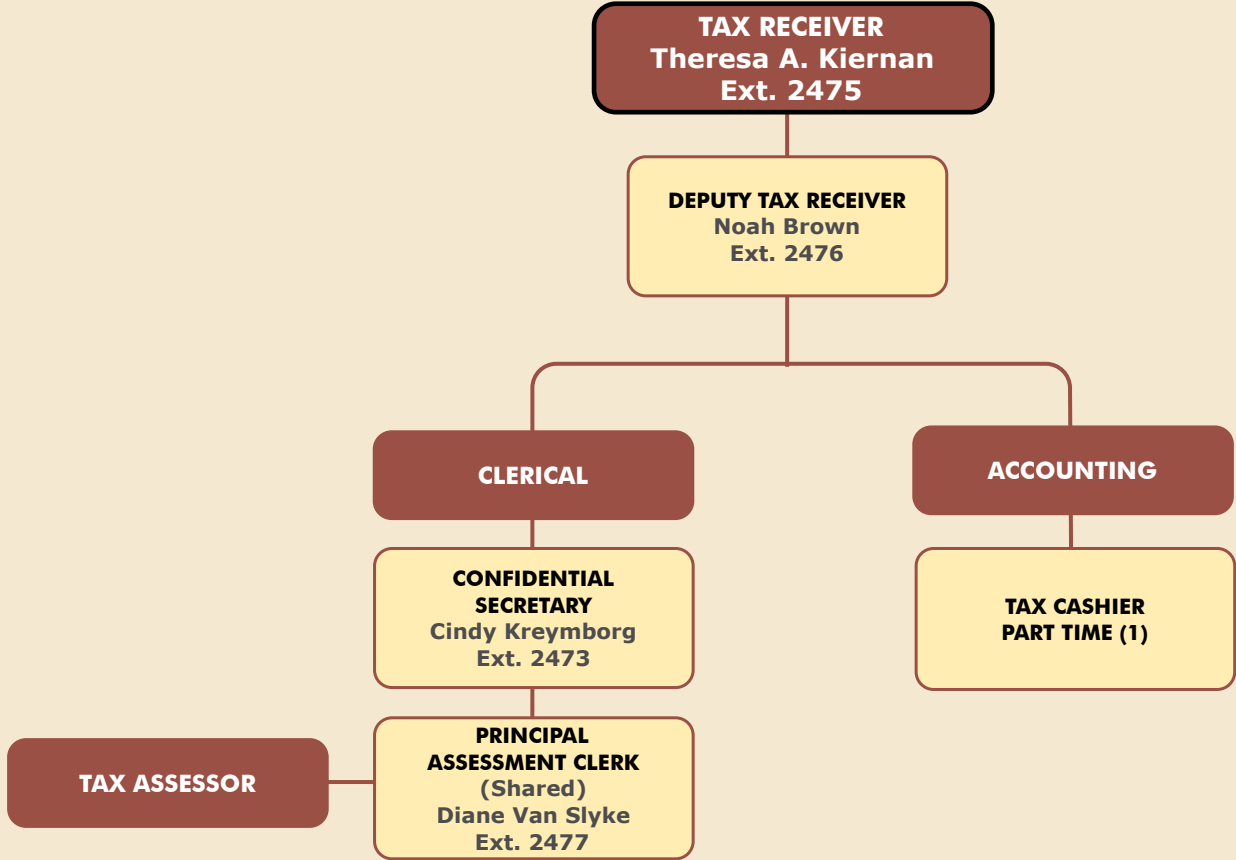 TAX RECEIVER
Theresa A. Kiernan
Ext. 2475
DEPUTY TAX RECEIVER
Noah Brown
Ext. 2476
CLERICAL
ACCOUNTING
CONFIDENTIAL
SECRETARY
Cindy Kreymborg
Ext. 2473
TAX CASHIER
PART TIME (1)
TAX ASSESSOR
PRINCIPAL
ASSESSMENT CLERK
(Shared)
Diane Van Slyke
Ext. 2477